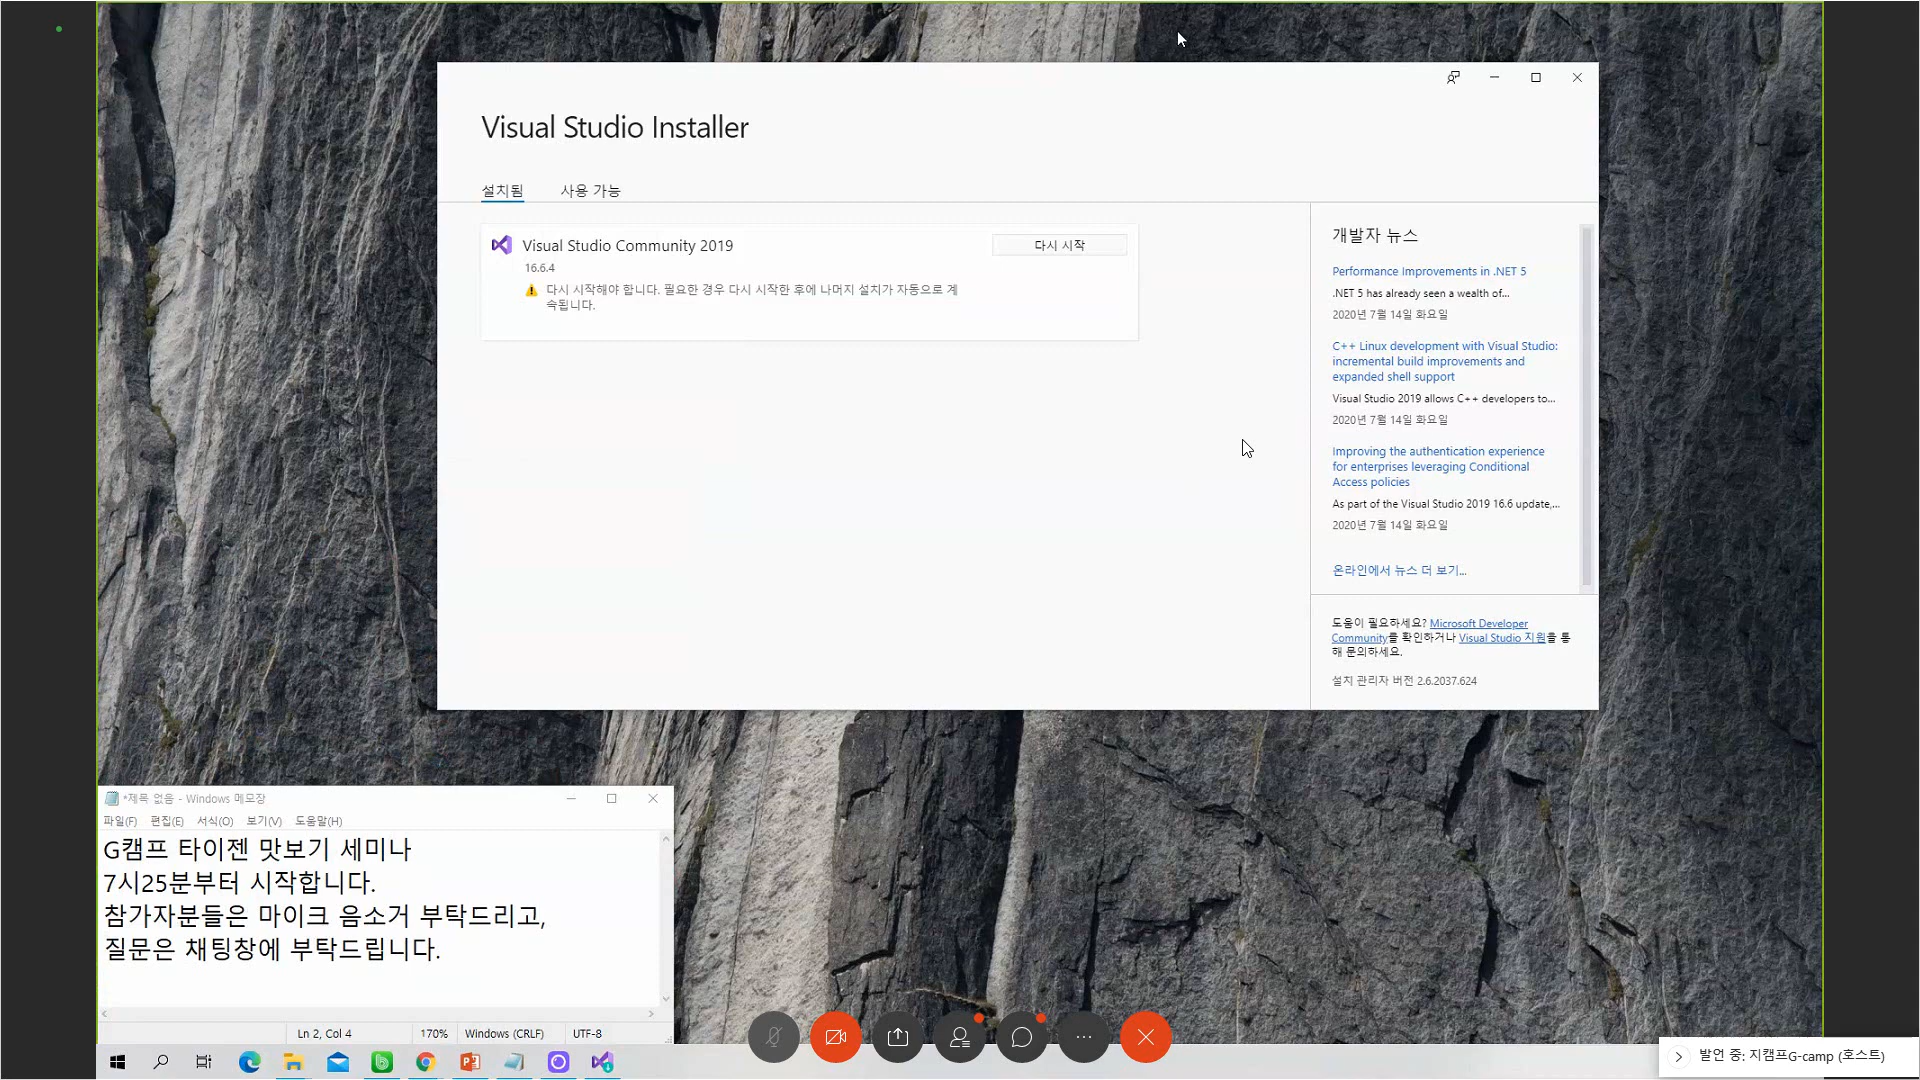 Visual Studio Installer
설치됨 사용 가능
Visual Studio Community 2019
다시 시작
16.6.4
다시 시작해야 합니다. 필요한 경우 다시 시작한 후에 나머지 설치가 자동으로 계
속됩니다.
개발자 뉴스
Performance Improvements in .NET 5
.NET 5 has already seen a wealth of...
2020년 7월 14일 화요일
C++ Linux development with Visual Studio:
incremental build improvements and
expanded shell support
Visual Studio 2019 allows C++ developers to...
2020년 7월 14일 화요일
Improving the authentication experience
for enterprises leveraging Conditional
Access policies
As part of the Visual Studio 2019 16.6 update,...
2020년 7월 14일 화요일
온라인에서 뉴스 더 보기...
도움이 필요하세요? Microsoft Developer
Community를 확인하거나 Visual Studio 지원을 통
해 문의하세요.
설치 관리자 버전 2.6.2037.624
*제목 없음 - Windows 메모장
파일(F) 편집(E) 서식(O) 보기(V) 도움말(H)
G캠프 타이젠 맛보기 세미나
7시25분부터 시작합니다.
참가자분들은 마이크 음소거 부탁드리고,
질문은 채팅창에 부탁드립니다.
Ln 2, Col 4 170% Windows (CRLF) UTF-8
발언 중: 지캠프G-camp (호스트)